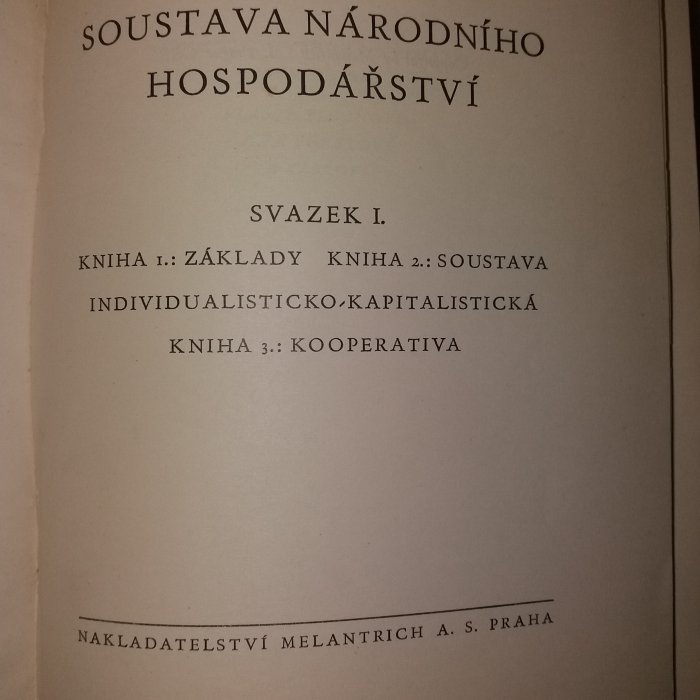 SOUSTAVA NÁRODNÍHO
HOSPODÁŘSTVÍ
SVAZEK I.
KNIHA 1.: ZÁKLADY KNIHA 2.: SOUSTAVA
INDIVIDUALISTICKO-KAPITALISTICKÁ
KNIHA 3.: KOOPERATIVA
NAKLADATELSTVÍ MELANTRICH A. S. PRAHA